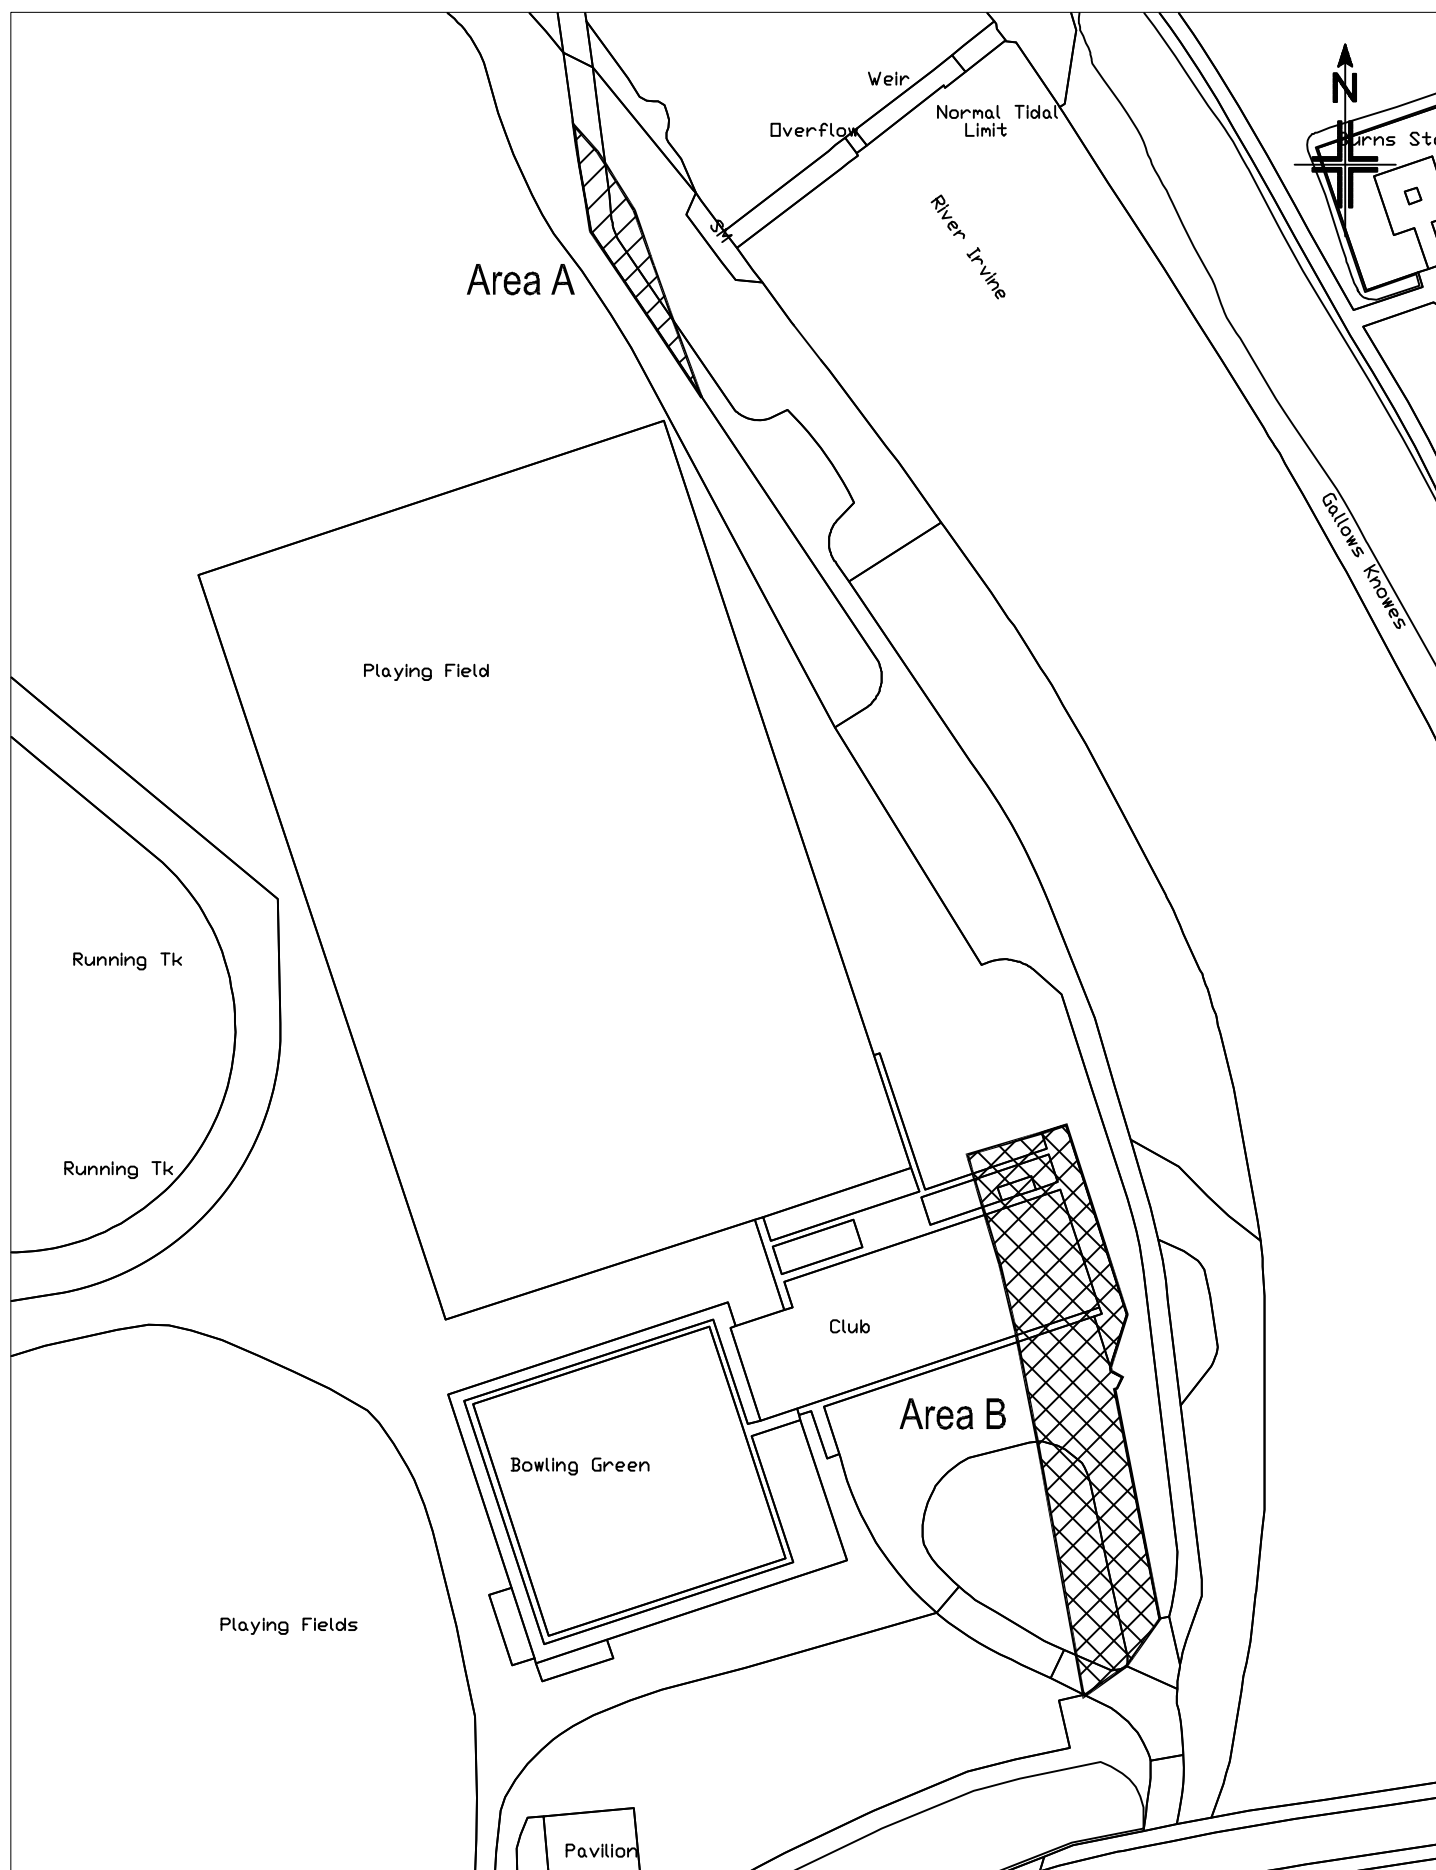 Weir
Normal Tidal
Limit
Overflow
N
SM
River Irvine
Area A
Gallows Knowes
Playing Field
Running Tk
Running Tk
Club
Area B
Bowling Green
Playing Fields
Pavilion